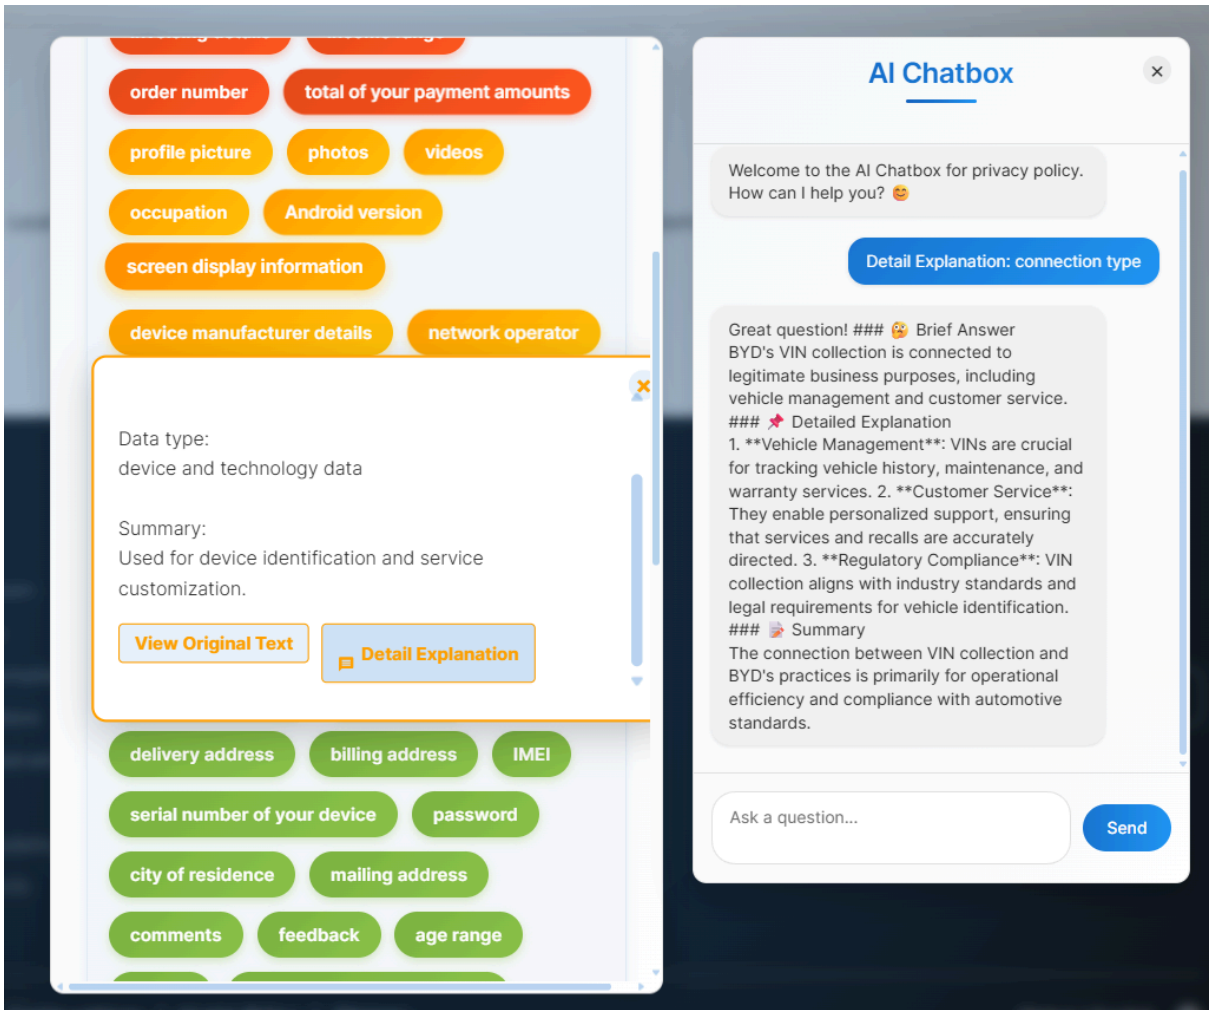 order number total of your payment amounts
profile picture photos videos
occupation Android version
screen display information
device manufacturer details network operator
Data type:
device and technology data
Summary:
Used for device identification and service
customization.
View Original Text Detail Explanation
delivery address billing address IMEI
serial number of your device password
city of residence mailing address
comments feedback age range
AI Chatbox
Welcome to the AI Chatbox for privacy policy.
How can I help you? 😊
Detail Explanation: connection type
Great question! ### 🤔 Brief Answer
BYD's VIN collection is connected to
legitimate business purposes, including
vehicle management and customer service.
### 📌 Detailed Explanation
1. **Vehicle Management**: VINs are crucial
for tracking vehicle history, maintenance, and
warranty services. 2. **Customer Service**:
They enable personalized support, ensuring
that services and recalls are accurately
directed. 3. **Regulatory Compliance**: VIN
collection aligns with industry standards and
legal requirements for vehicle identification.
### 📝 Summary
The connection between VIN collection and
BYD's practices is primarily for operational
efficiency and compliance with automotive
standards.
Ask a question...
Send